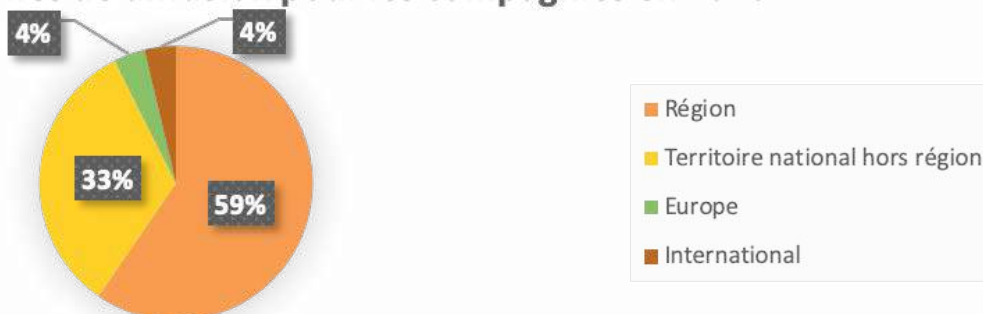 4%
4%
33%
59%
Région
Territoire national hors région
Europe
International